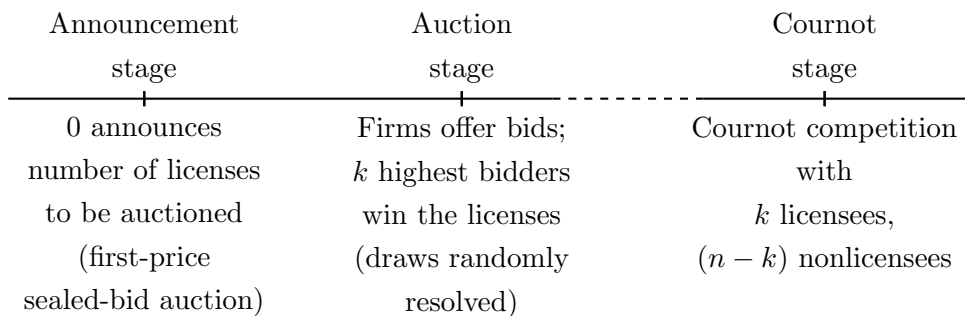 Announcement
stage
Auction
stage
Cournot
stage
0 announces
number of licenses
to be auctioned
(first-price
sealed-bid auction)
Firms offer bids;
k highest bidders
win the licenses
(draws randomly
resolved)
Cournot competition
with
k licensees,
(n − k) nonlicensees